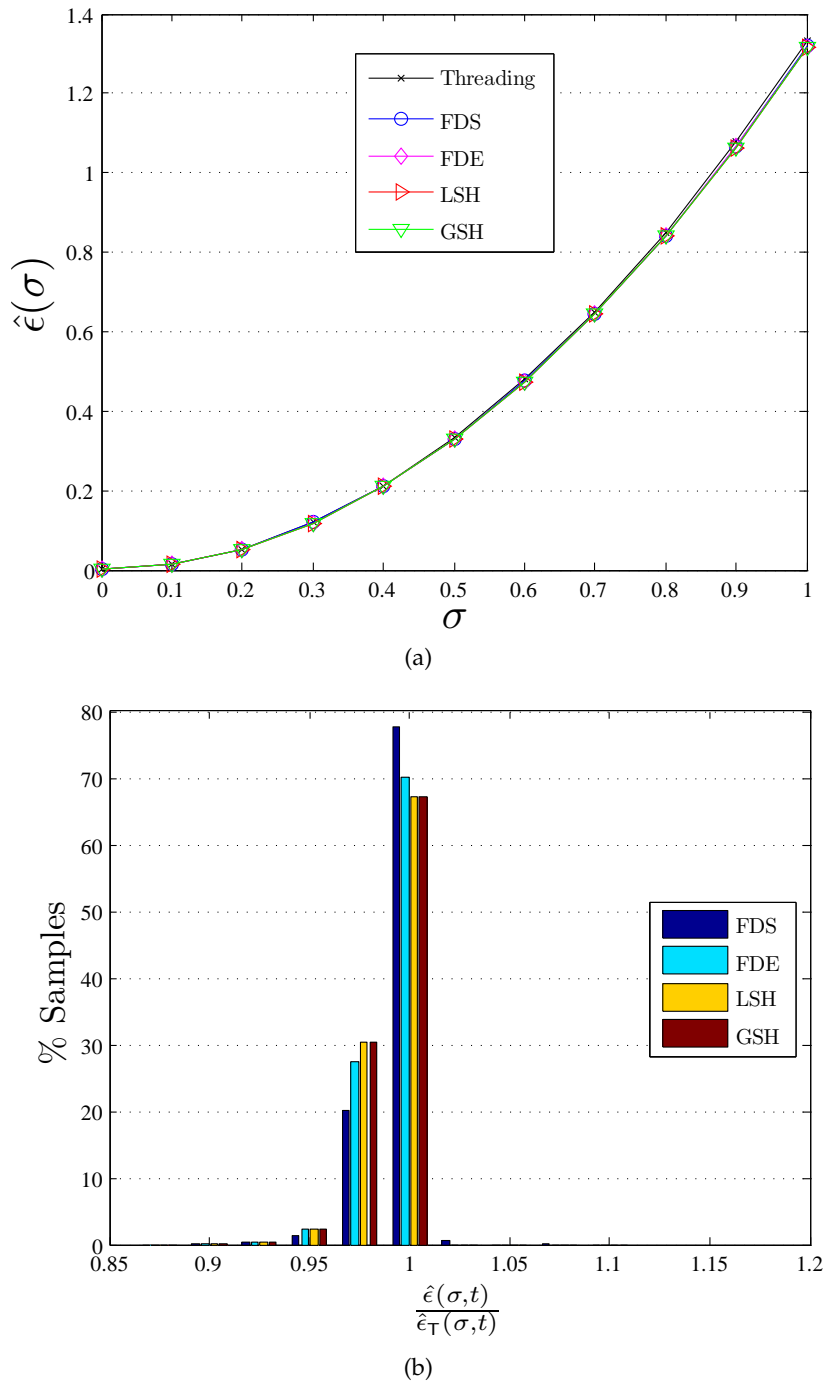 1.4
1.2
1
0.8
0.6
0.4
0.2
0
ϵ̂(σ)
Threading
FDS
FDE
LSH
GSH
0 0.1 0.2 0.3 0.4 0.5 0.6 0.7 0.8 0.9 1
σ
(a)
80
70
60
50
40
30
20
10
0
% Samples
FDS
FDE
LSH
GSH
0.85 0.9 0.95 1 1.05 1.1 1.15 1.2
ϵ̂(σ,t)
ϵ̂_T(σ,t)
(b)